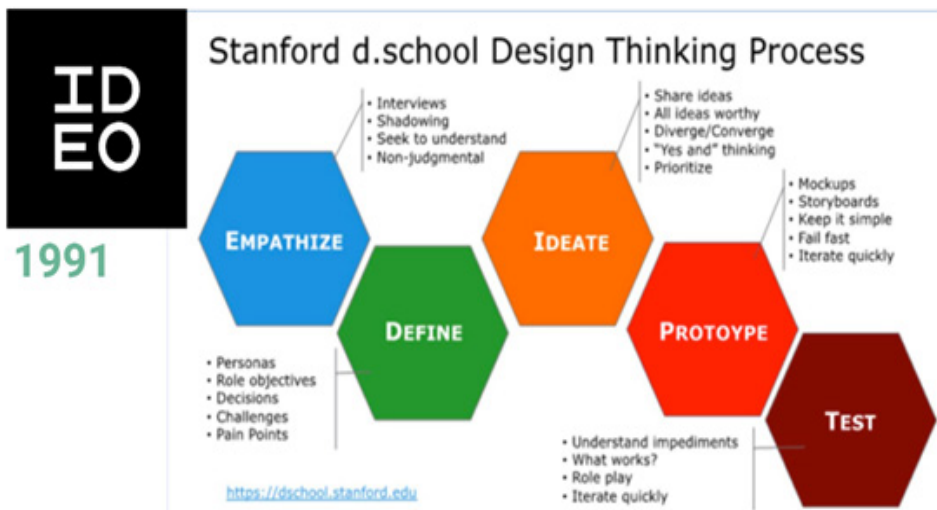 ID
EO
1991
Stanford d.school Design Thinking Process
• Interviews
• Shadowing
• Seek to understand
• Non-judgmental
EMPATHIZE
• Personas
• Role objectives
• Decisions
• Challenges
• Pain Points
DEFINE
• Share ideas
• All ideas worthy
• Diverge/Converge
• "Yes and" thinking
• Prioritize
IDEATE
• Mockups
• Storyboards
• Keep it simple
• Fail fast
• Iterate quickly
PROTOYPE
• Understand impediments
• What works?
• Role play
• Iterate quickly
TEST
https://dschool.stanford.edu